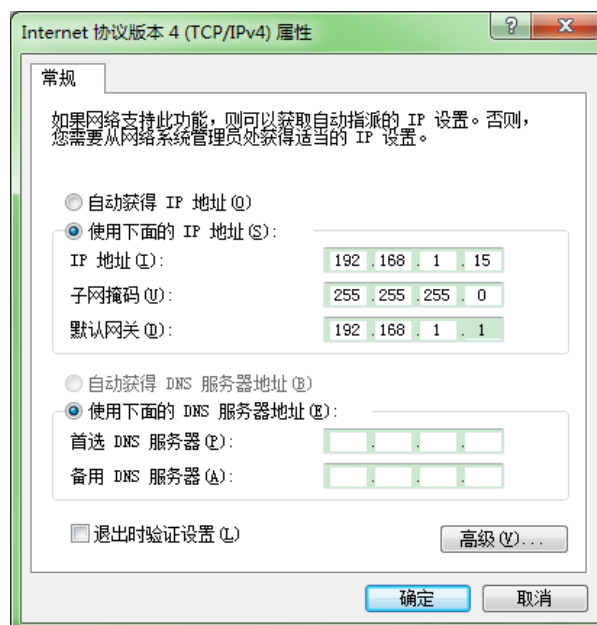 Internet 协议版本 4 (TCP/IPv4) 属性
?
X
常规
如果网络支持此功能，则可以获取自动指派的 IP 设置。否则，
您需要从网络系统管理员处获得适当的 IP 设置。
自动获得 IP 地址(O)
使用下面的 IP 地址(S):
IP 地址(I): 192 .168 . 1 . 15
子网掩码(U): 255 .255 .255 . 0
默认网关(D): 192 .168 . 1 . 1
自动获得 DNS 服务器地址(B)
使用下面的 DNS 服务器地址(E):
首选 DNS 服务器(P): . . .
备用 DNS 服务器(A): . . .
退出时验证设置(L)
高级(V)...
确定 取消